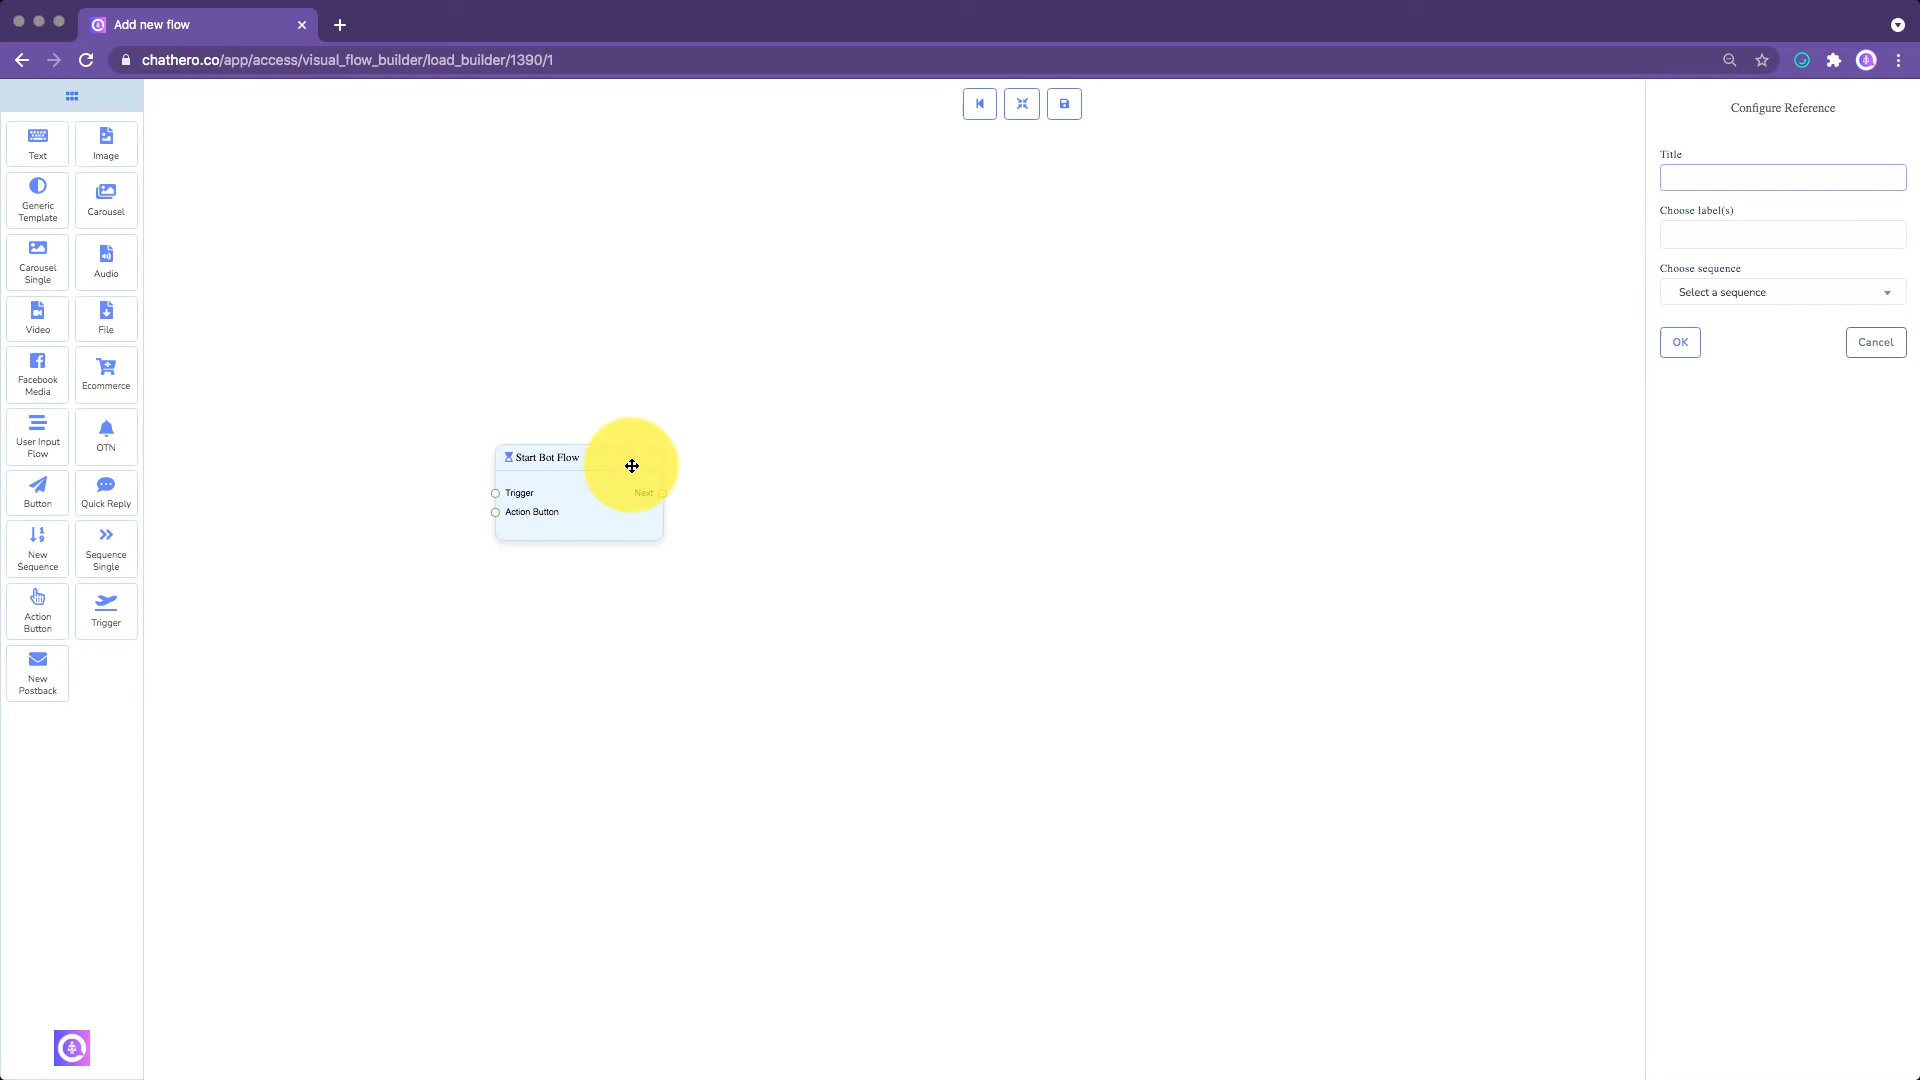 Add new flow
chathero.co/app/access/visual_flow_builder/load_builder/1390/1
Text
Image
Generic
Template
Carousel
Carousel
Single
Audio
Video
File
Facebook
Media
Ecommerce
User Input
Flow
OTN
Button
Quick Reply
New
Sequence
Sequence
Single
Action
Button
Trigger
New
Postback
Start Bot Flow
Trigger
Next
Action Button
Configure Reference
Title
Choose label(s)
Choose sequence
Select a sequence
OK
Cancel